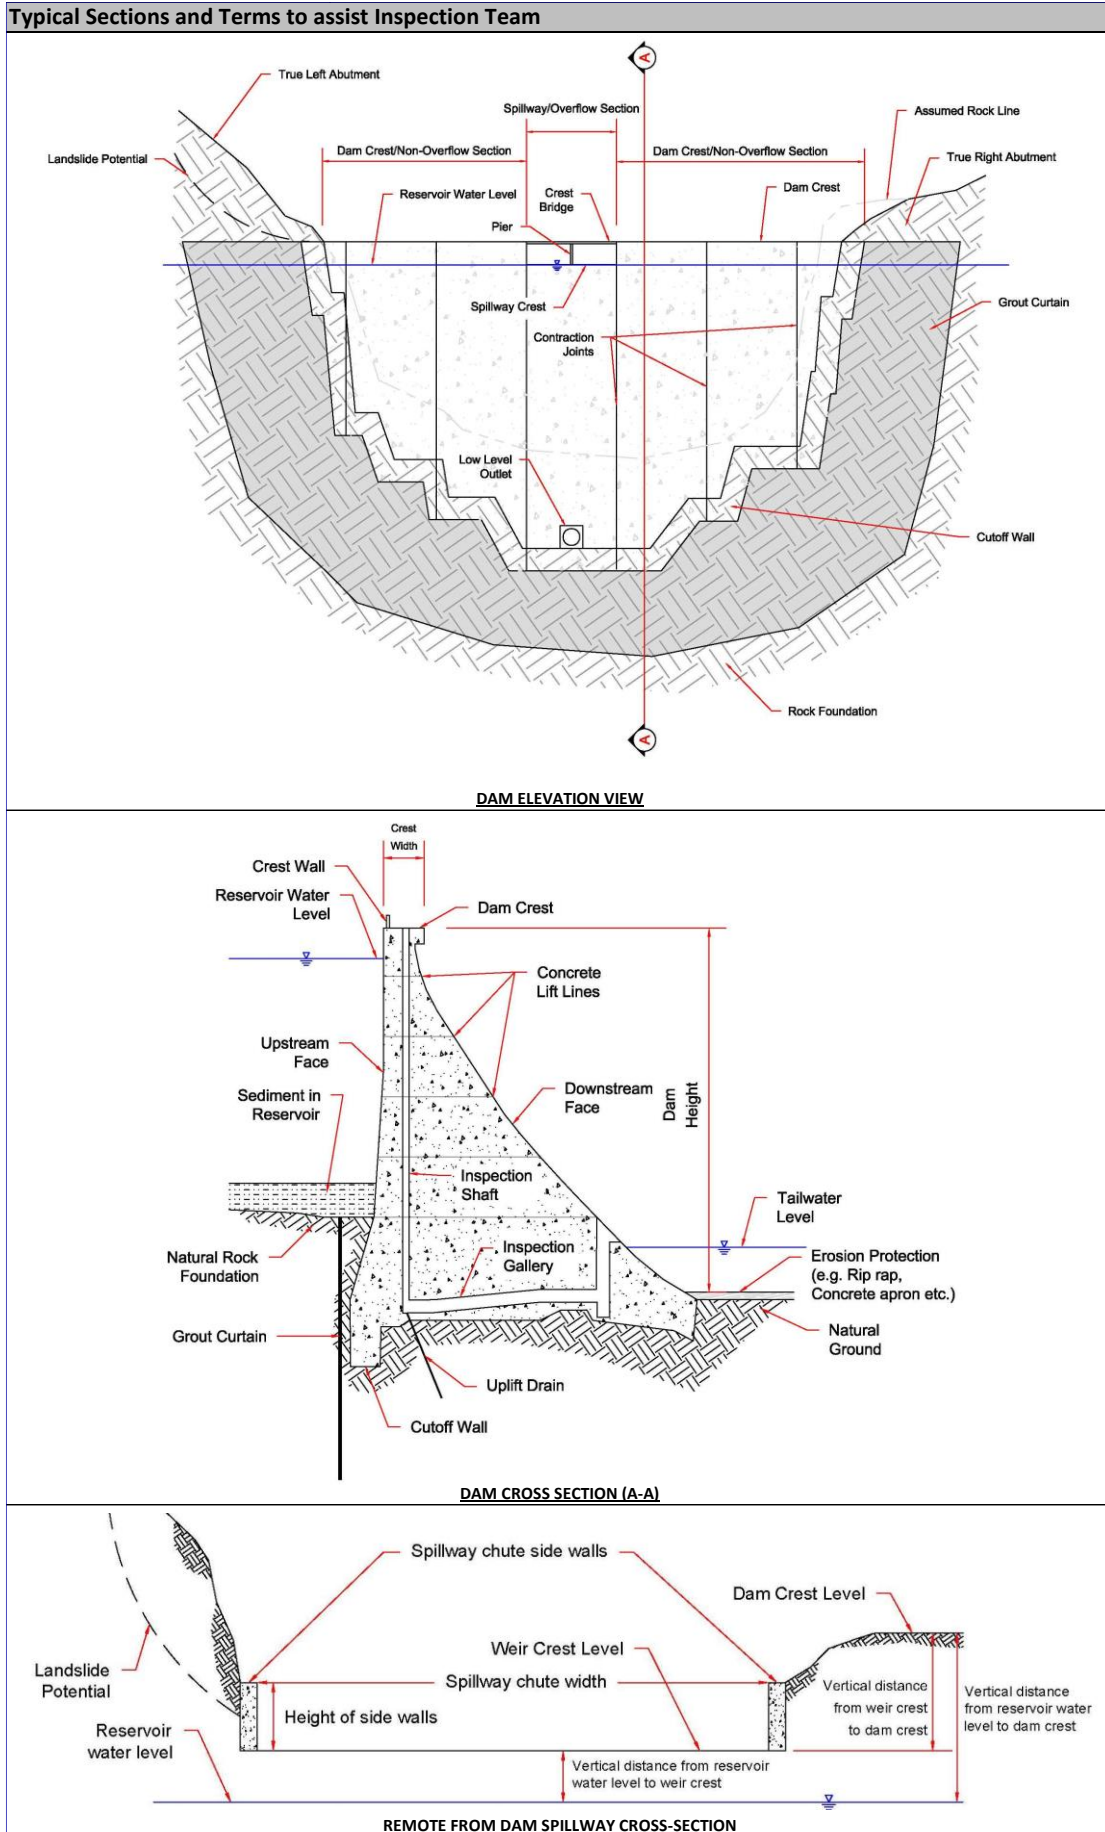 Typical Sections and Terms to assist Inspection Team
A
True Left Abutment
Spillway/Overflow Section
Assumed Rock Line
Landslide
Potential
Dam Crest/Non-Overflow Section
Dam Crest/Non-Overflow Section
True Right Abutment
Reservoir Water Level
Crest
Bridge
Dam Crest
Pier
Spillway Crest
Grout Curtain
Contraction
Joints
Low Level
Outlet
Cutoff Wall
Rock Foundation
A
DAM ELEVATION VIEW
Crest
Width
Crest Wall
Reservoir Water
Level
Dam Crest
Concrete
Lift Lines
Upstream
Face
Sediment in
Reservoir
Downstream
Face
Dam
Height
Inspection
Shaft
Tailwater
Level
Natural Rock
Foundation
Inspection
Gallery
Erosion Protection
(e.g. Rip rap,
Concrete apron etc.)
Grout Curtain
Natural
Ground
Uplift Drain
Cutoff Wall
DAM CROSS SECTION (A-A)
Spillway chute side walls
Dam Crest Level
Weir Crest Level
Landslide
Potential
Spillway chute width
Height of side walls
Vertical distance
from weir crest
to dam crest
Vertical distance
from reservoir water
level to dam crest
Reservoir
water level
Vertical distance from reservoir
water level to weir crest
REMOTE FROM DAM SPILLWAY CROSS-SECTION